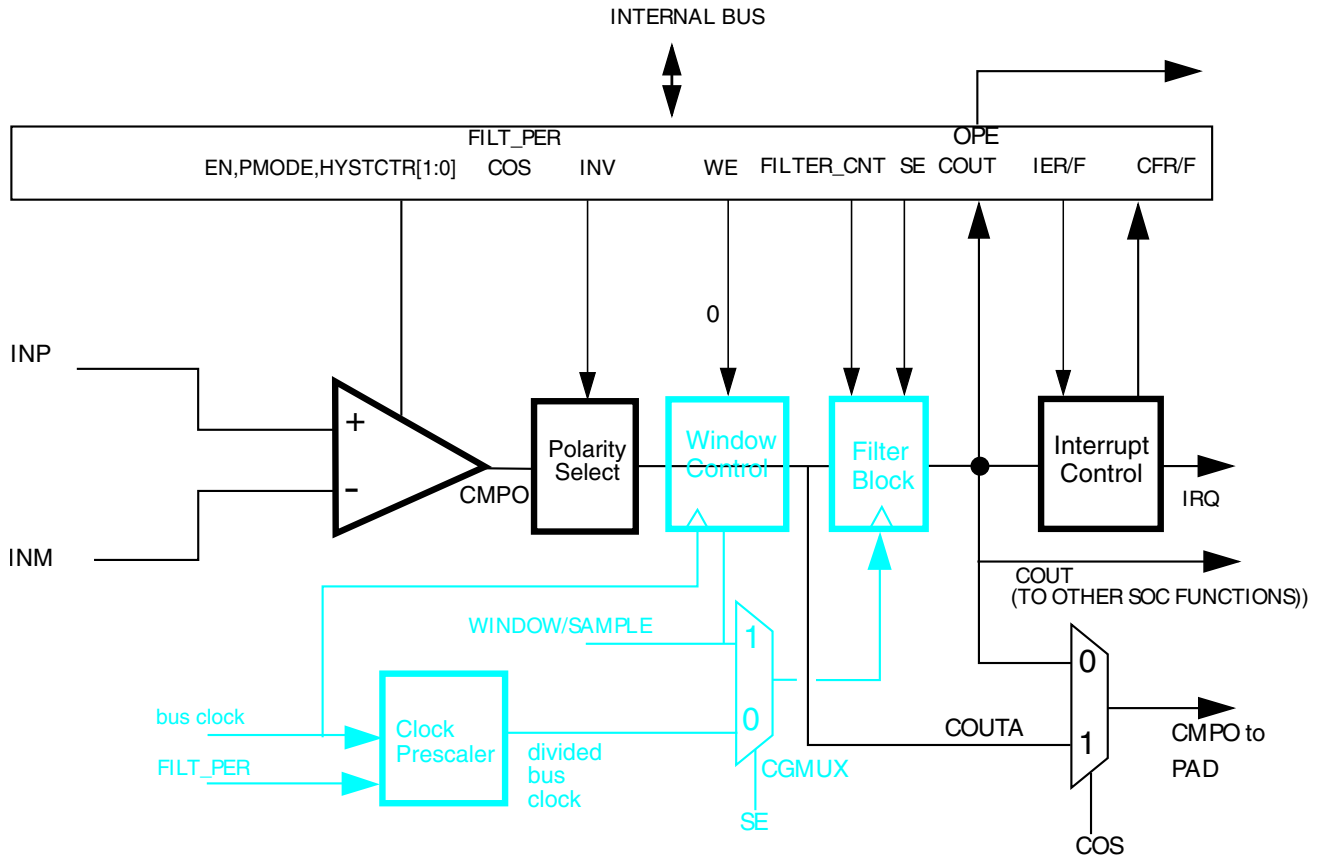 INTERNAL BUS
FILT_PER
OPE
EN,PMODE,HYSTCTR[1:0]
COS
INV
WE
FILTER_CNT
SE
COUT
IER/F
CFR/F
0
INP
+
-
INM
CMPO
Polarity
Select
Window
Control
Filter
Block
Interrupt
Control
IRQ
COUT
(TO OTHER SOC FUNCTIONS))
WINDOW/SAMPLE
1
0
bus clock
FILT_PER
Clock
Prescaler
divided
bus
clock
CGMUX
SE
COUTA
0
1
CMPO to
PAD
COS